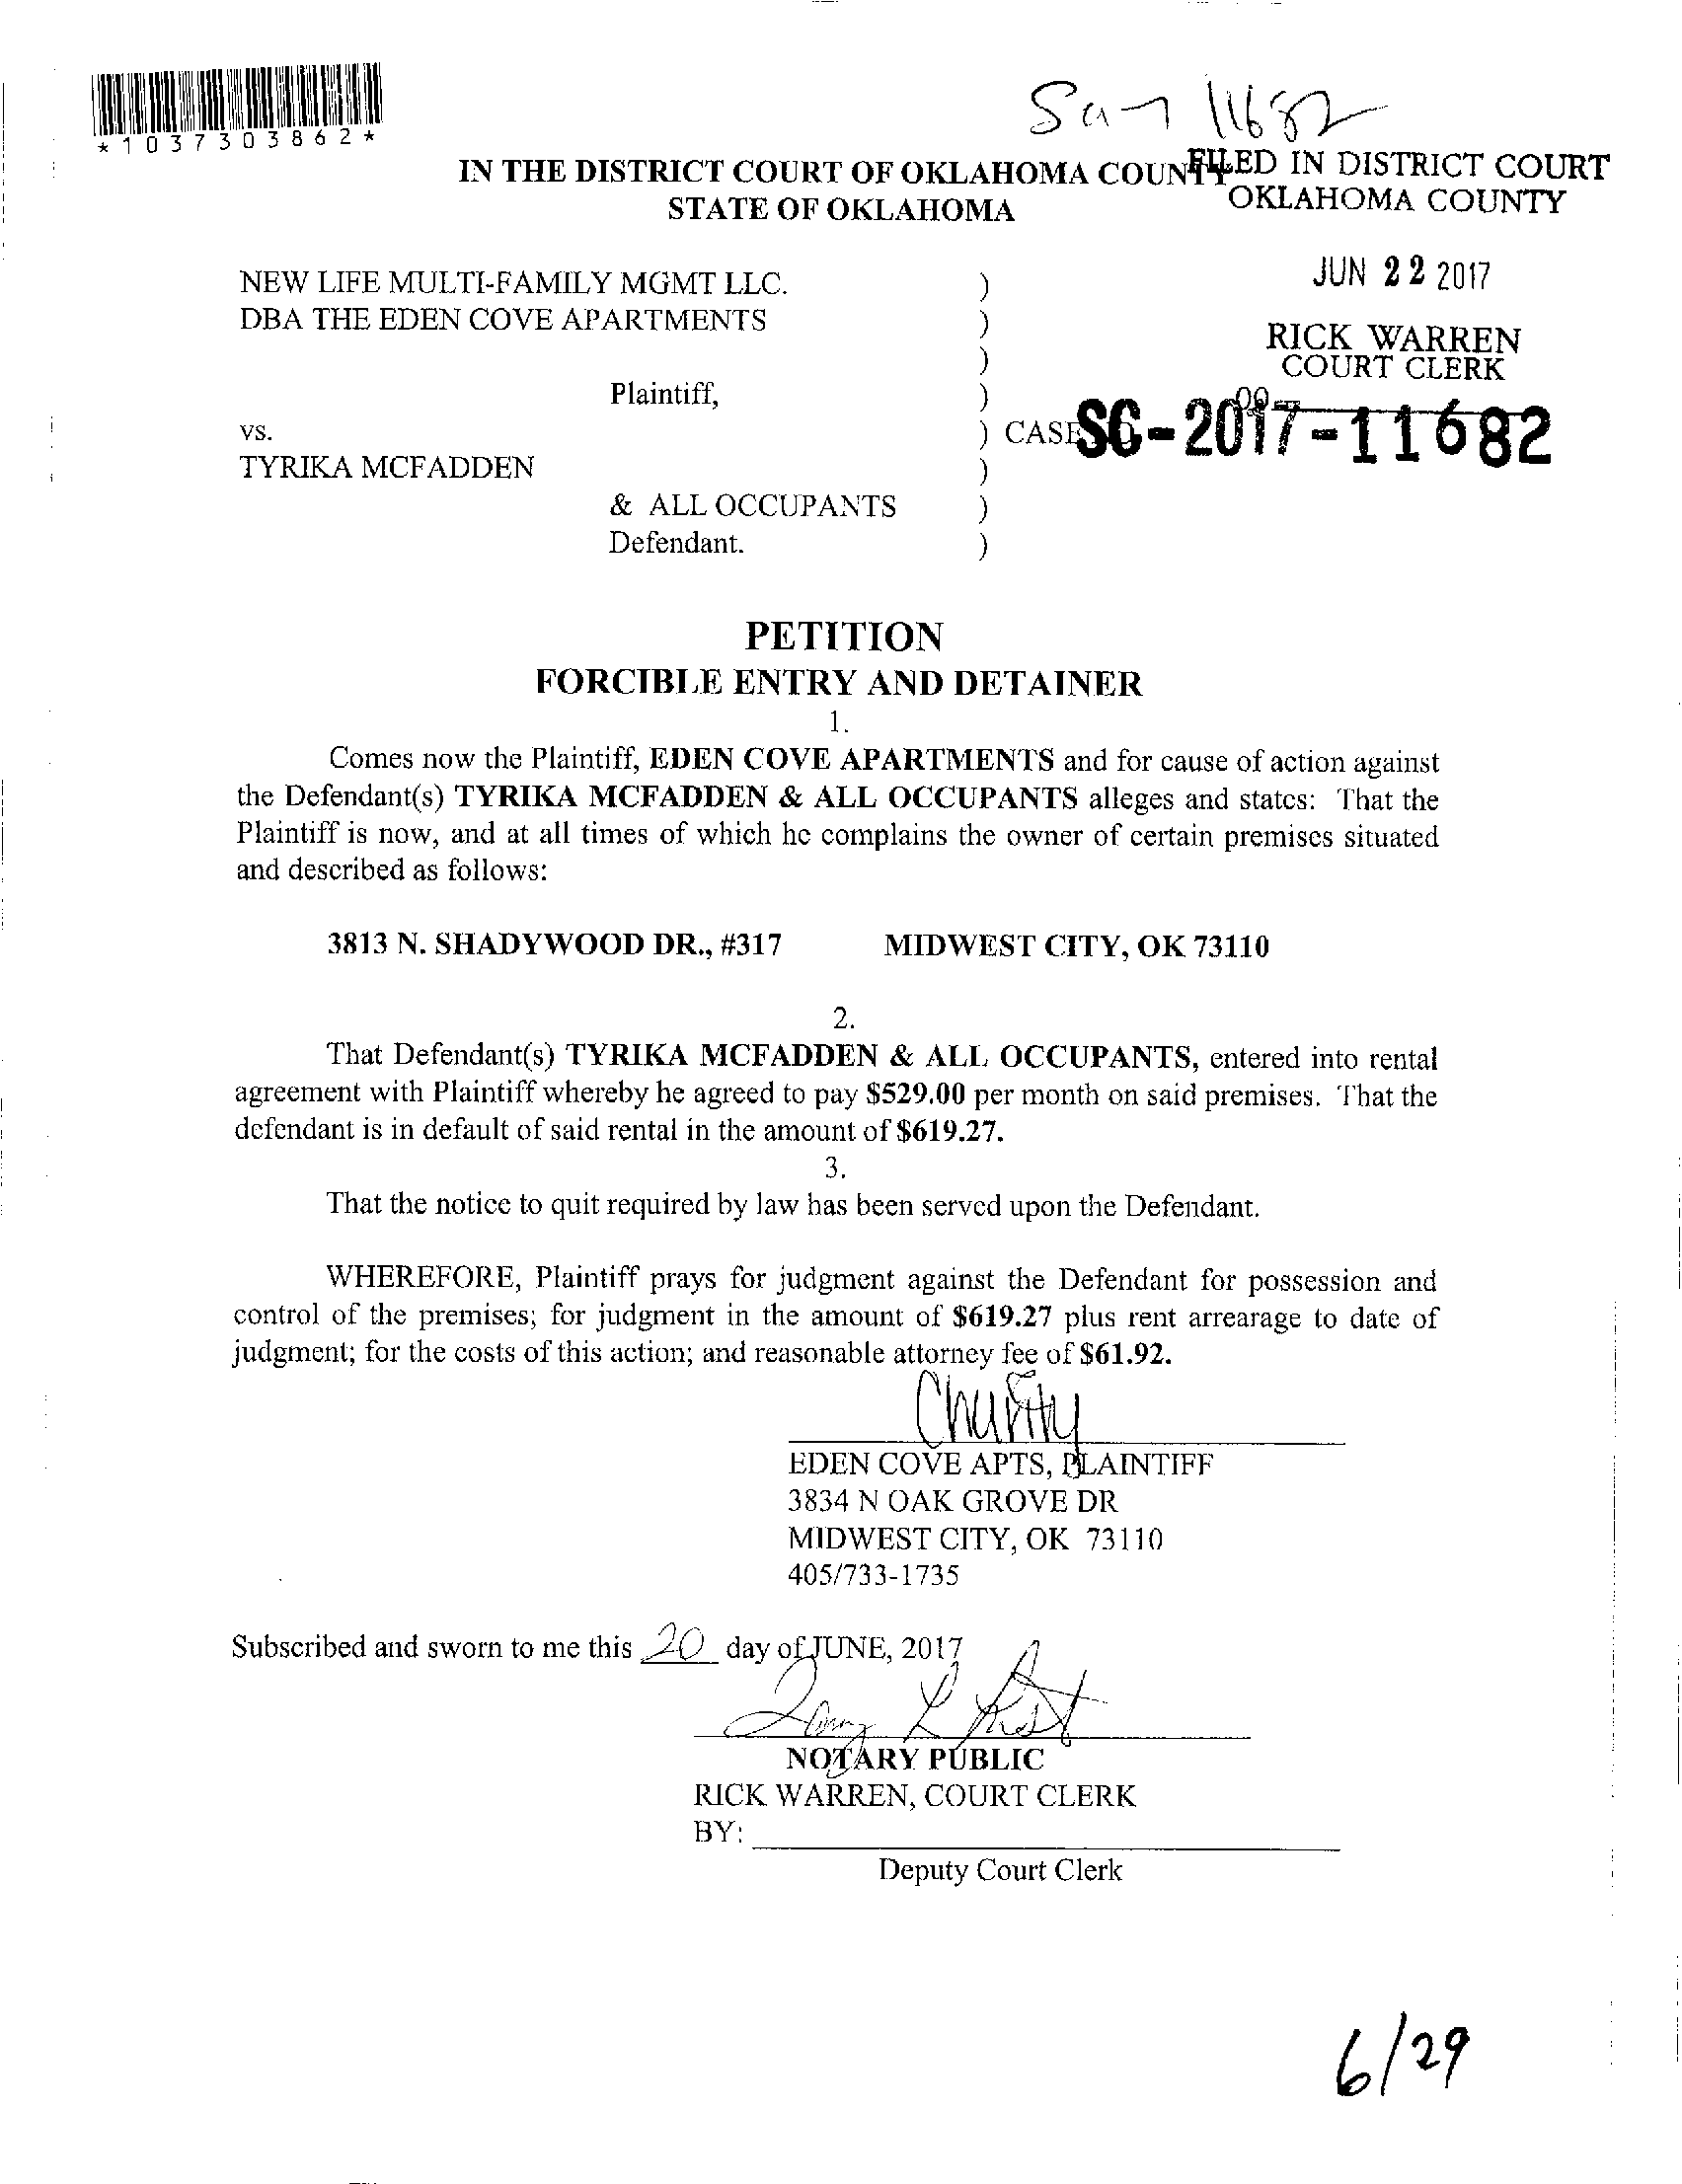 *1037303862*
11682
IN THE DISTRICT COURT OF OKLAHOMA COUNTY
STATE OF OKLAHOMA
FILED IN DISTRICT COURT
OKLAHOMA COUNTY
JUN 22 2017
RICK WARREN
COURT CLERK
NEW LIFE MULTI-FAMILY MGMT LLC. )
DBA THE EDEN COVE APARTMENTS )
)
Plaintiff, )
vs. ) CASE SC-2017-11682
TYRIKA MCFADDEN )
& ALL OCCUPANTS )
Defendant. )
PETITION
FORCIBLE ENTRY AND DETAINER
1.
Comes now the Plaintiff, EDEN COVE APARTMENTS and for cause of action against
the Defendant(s) TYRIKA MCFADDEN & ALL OCCUPANTS alleges and states: That the
Plaintiff is now, and at all times of which he complains the owner of certain premises situated
and described as follows:
3813 N. SHADYWOOD DR., #317 MIDWEST CITY, OK 73110
2.
That Defendant(s) TYRIKA MCFADDEN & ALL OCCUPANTS, entered into rental
agreement with Plaintiff whereby he agreed to pay $529.00 per month on said premises. That the
defendant is in default of said rental in the amount of $619.27.
3.
That the notice to quit required by law has been served upon the Defendant.
WHEREFORE, Plaintiff prays for judgment against the Defendant for possession and
control of the premises; for judgment in the amount of $619.27 plus rent arrearage to date of
judgment; for the costs of this action; and reasonable attorney fee of $61.92.
EDEN COVE APTS, PLAINTIFF
3834 N OAK GROVE DR
MIDWEST CITY, OK 73110
405/733-1735
Subscribed and sworn to me this 20 day of JUNE, 2017
NOTARY PUBLIC
RICK WARREN, COURT CLERK
BY:
Deputy Court Clerk
6/29